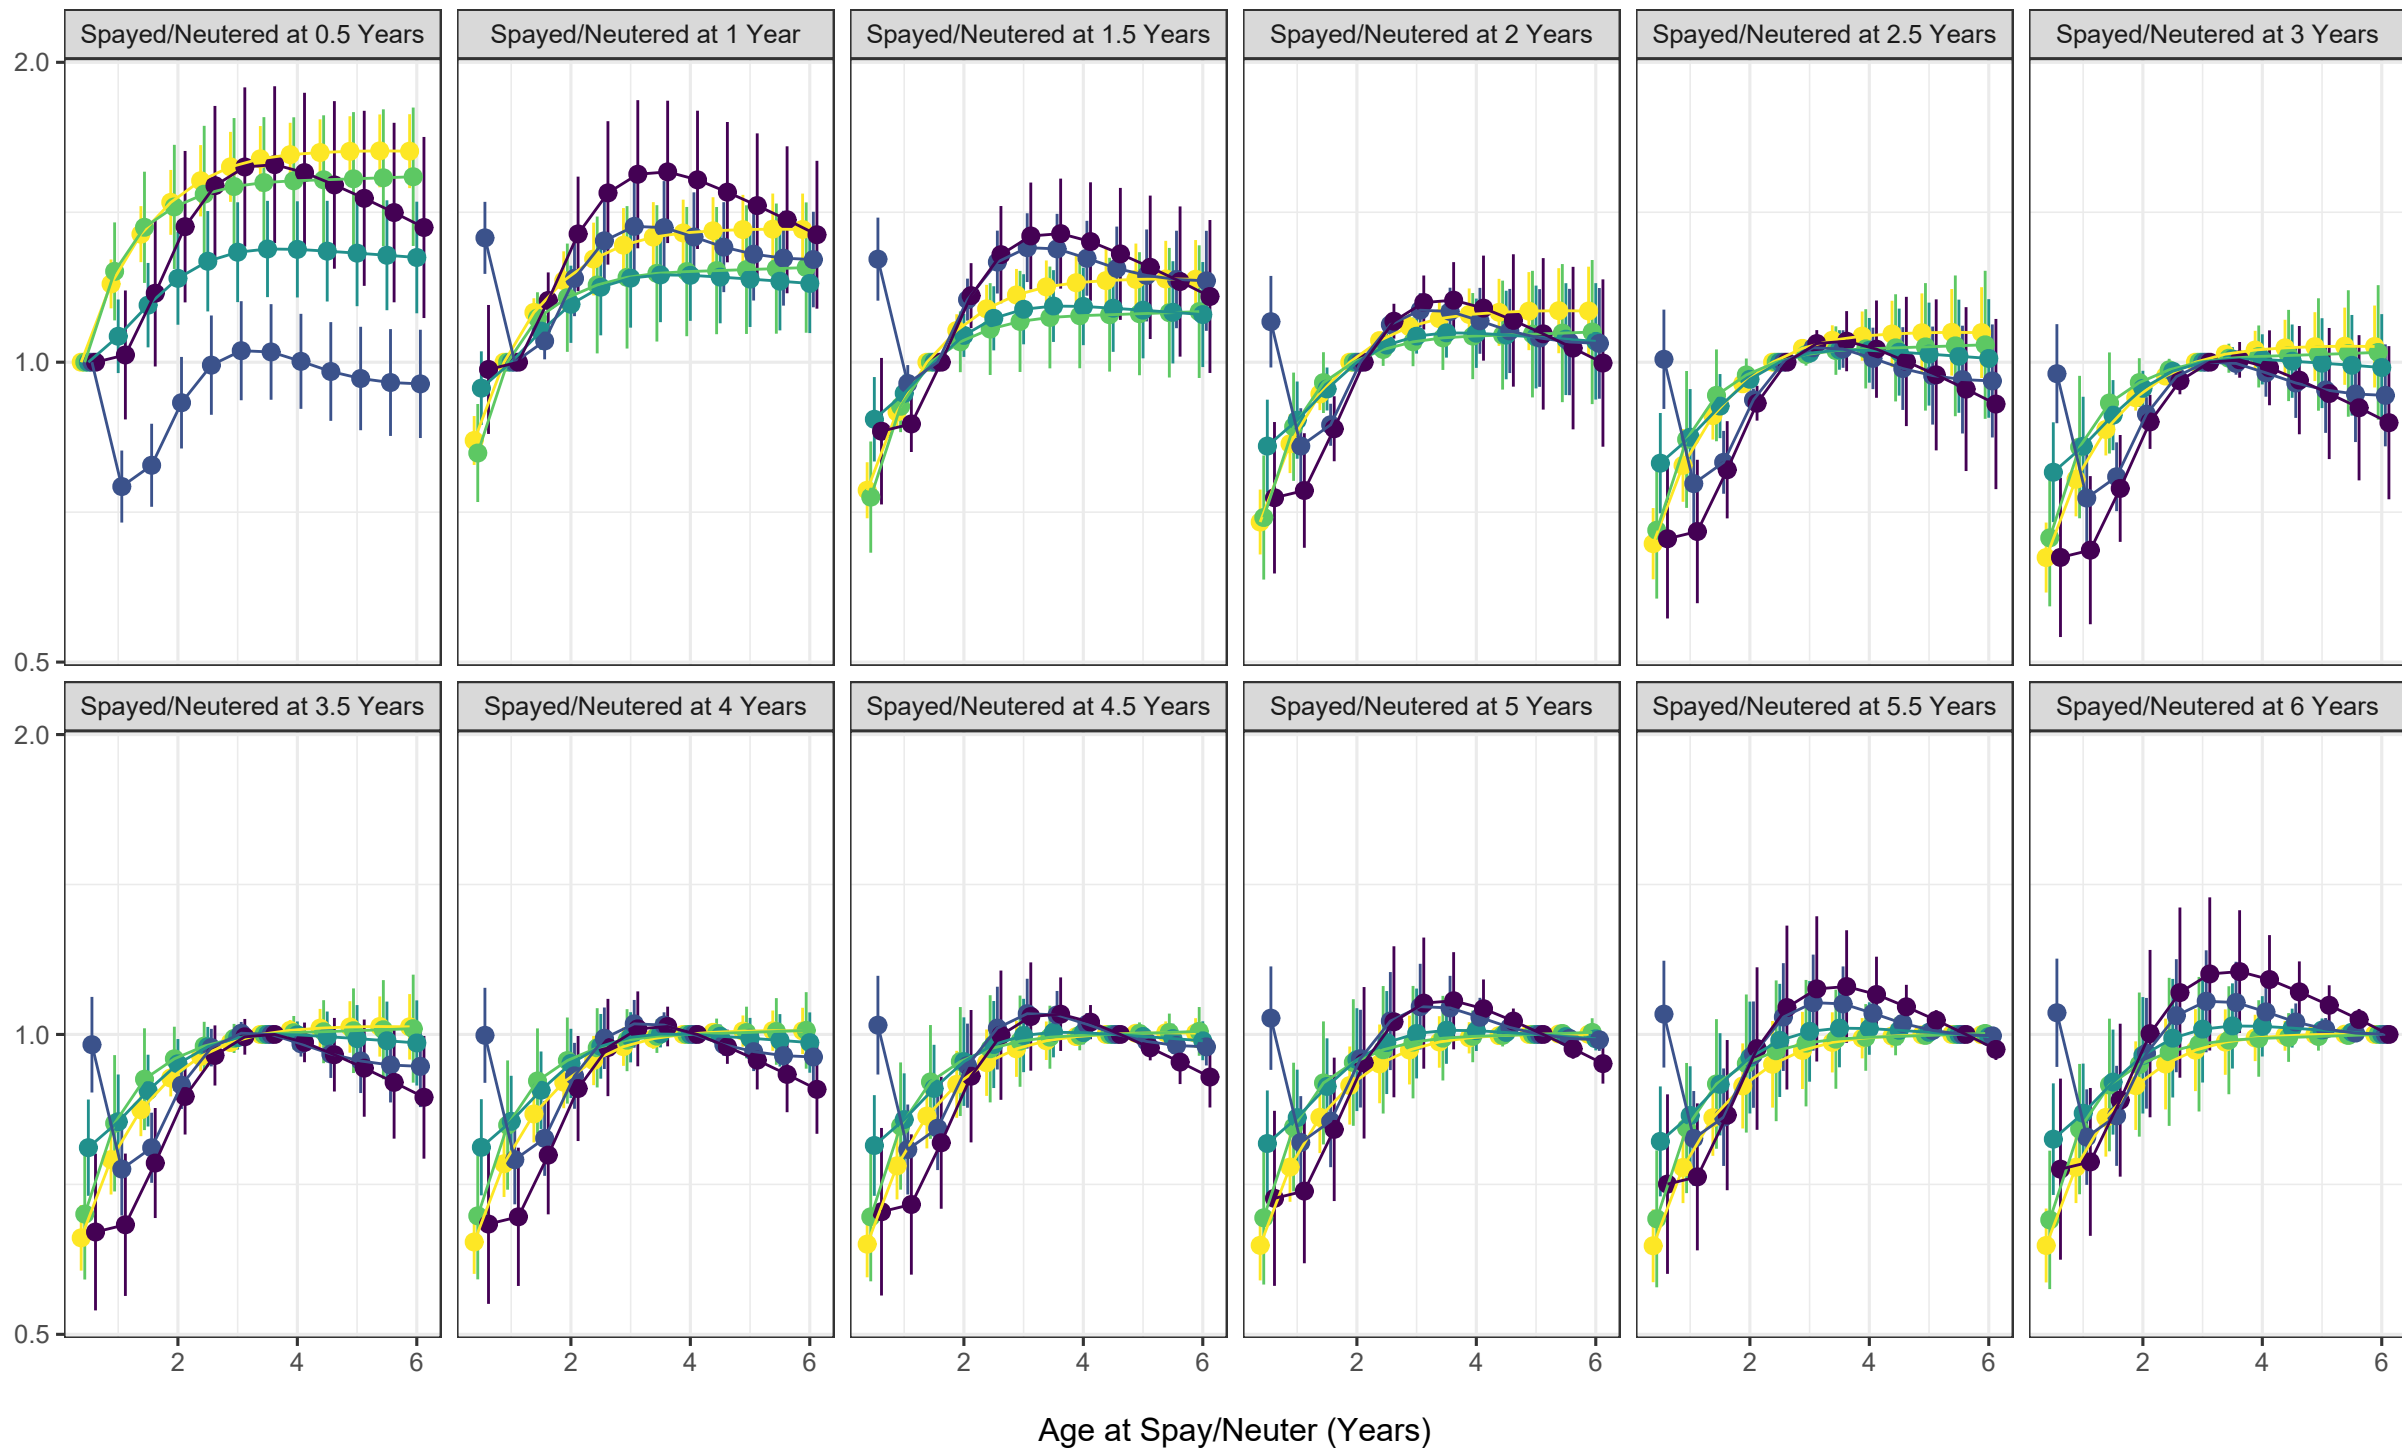 Spayed/Neutered at 0.5 Years
Spayed/Neutered at 1 Year
Spayed/Neutered at 1.5 Years
Spayed/Neutered at 2 Years
Spayed/Neutered at 2.5 Years
Spayed/Neutered at 3 Years
2.0
1.0
0.5
Spayed/Neutered at 3.5 Years
Spayed/Neutered at 4 Years
Spayed/Neutered at 4.5 Years
Spayed/Neutered at 5 Years
Spayed/Neutered at 5.5 Years
Spayed/Neutered at 6 Years
2.0
1.0
0.5
2 4 6
2 4 6
2 4 6
2 4 6
2 4 6
2 4 6
Age at Spay/Neuter (Years)